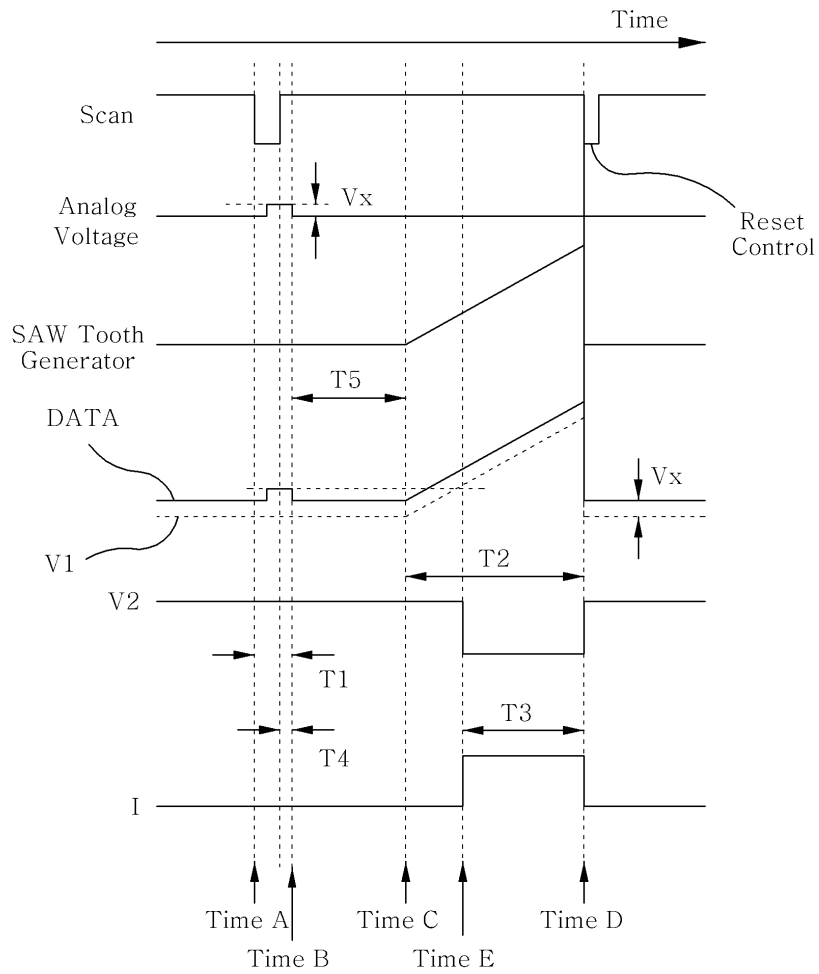 Time
Scan
Analog
Voltage
Vx
Reset
Control
SAW Tooth
Generator
T5
DATA
Vx
V1
T2
V2
T1
T3
T4
I
Time A
Time C
Time D
Time B
Time E